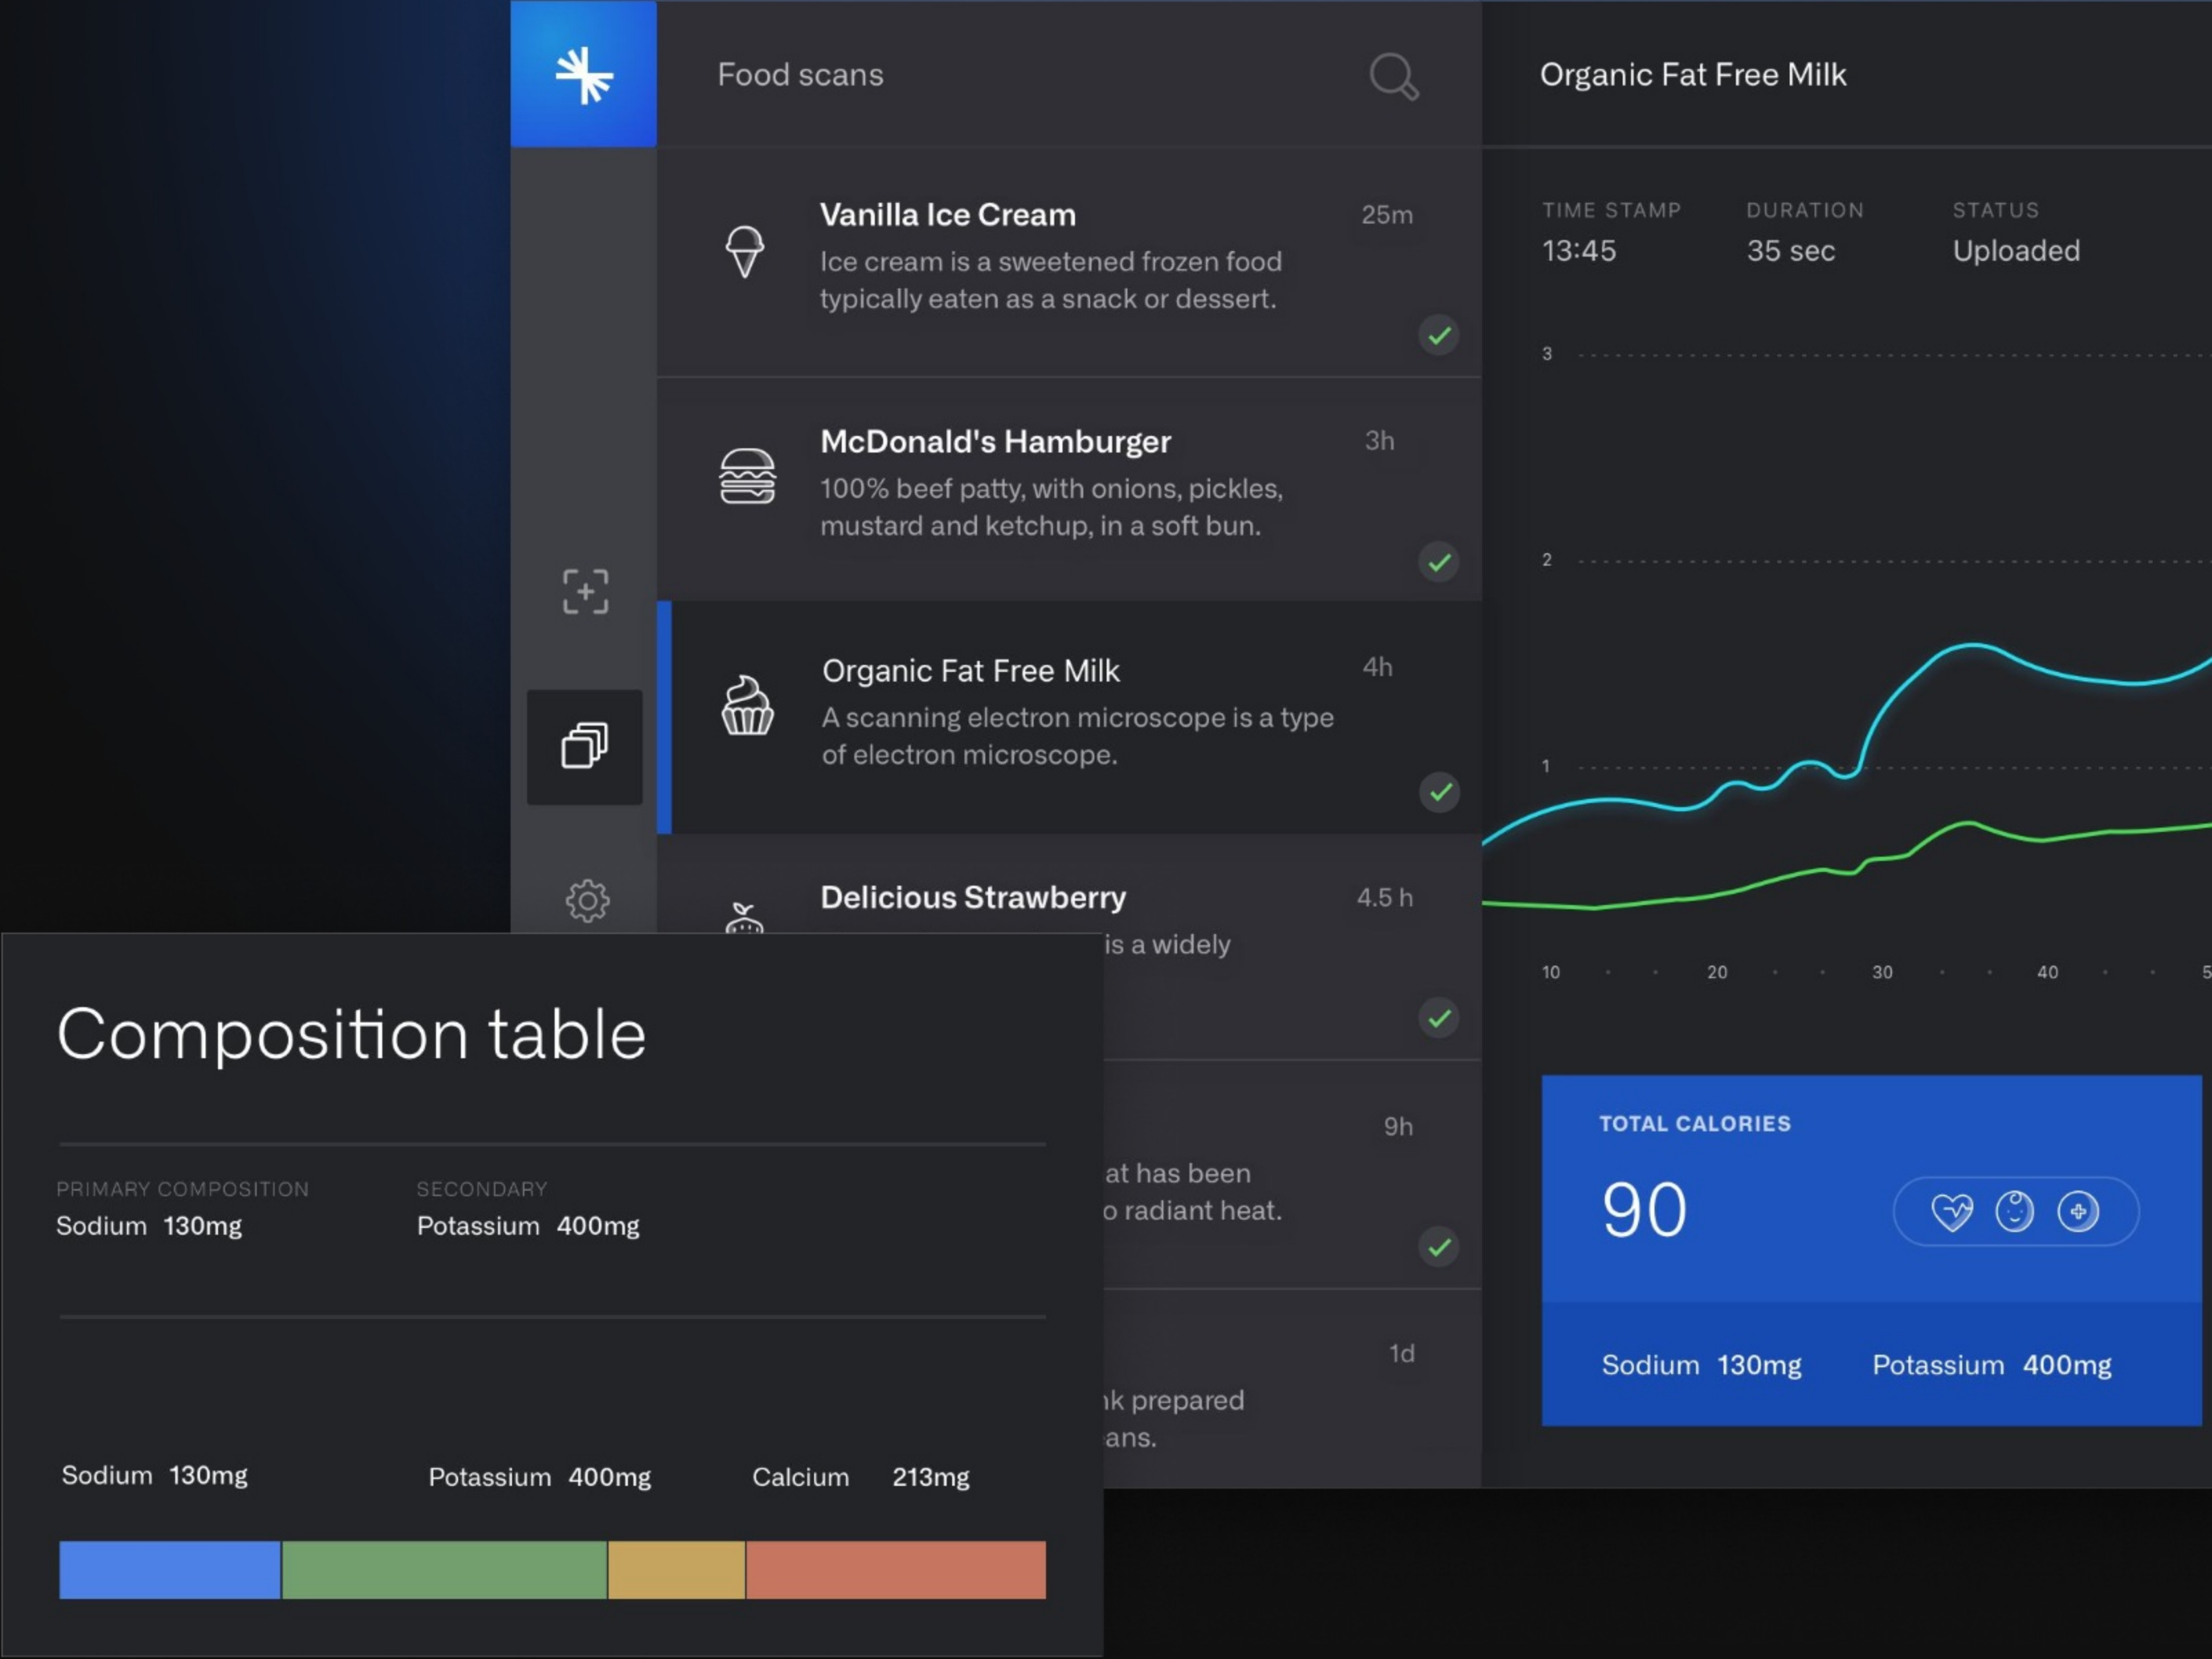 Food scans
Vanilla Ice Cream
25m
Ice cream is a sweetened frozen food
typically eaten as a snack or dessert.
McDonald's Hamburger
3h
100% beef patty, with onions, pickles,
mustard and ketchup, in a soft bun.
Organic Fat Free Milk
4h
A scanning electron microscope is a type
of electron microscope.
Delicious Strawberry
4.5 h
is a widely
9h
at has been
radiant heat.
1d
prepared
Organic Fat Free Milk
TIME STAMP
13:45
DURATION
35 sec
STATUS
Uploaded
3
2
1
10 20 30 40
TOTAL CALORIES
90
Sodium 130mg Potassium 400mg
Composition table
PRIMARY COMPOSITION
Sodium 130mg
SECONDARY
Potassium 400mg
Sodium 130mg Potassium 400mg Calcium 213mg